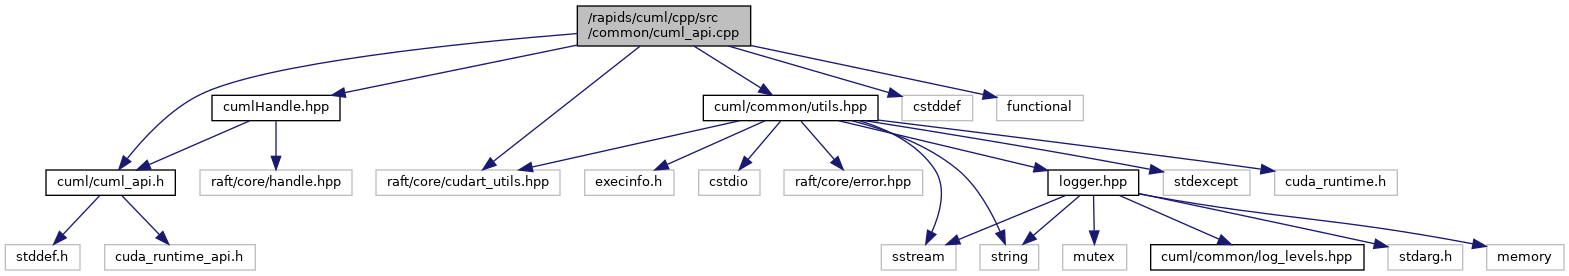 /rapids/cuml/cpp/src
/common/cuml_api.cpp
cumlHandle.hpp
cuml/common/utils.hpp
cstddef
functional
cuml/cuml_api.h
raft/core/handle.hpp
raft/core/cudart_utils.hpp
execinfo.h
cstdio
raft/core/error.hpp
logger.hpp
stdexcept
cuda_runtime.h
stddef.h
cuda_runtime_api.h
sstream
string
mutex
cuml/common/log_levels.hpp
stdarg.h
memory